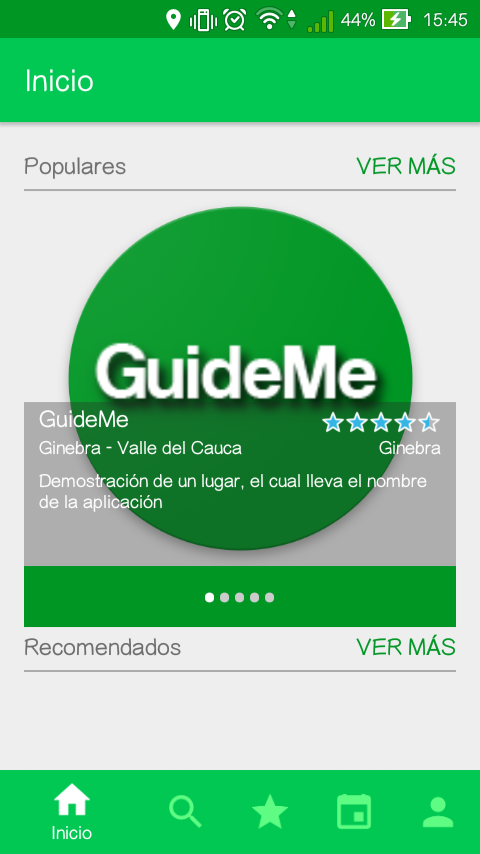 44% 15:45
Inicio
Populares VER MÁS
GuideMe
GuideMe
Ginebra - Valle del Cauca Ginebra
Demostración de un lugar, el cual lleva el nombre
de la aplicación
Recomendados VER MÁS
Inicio